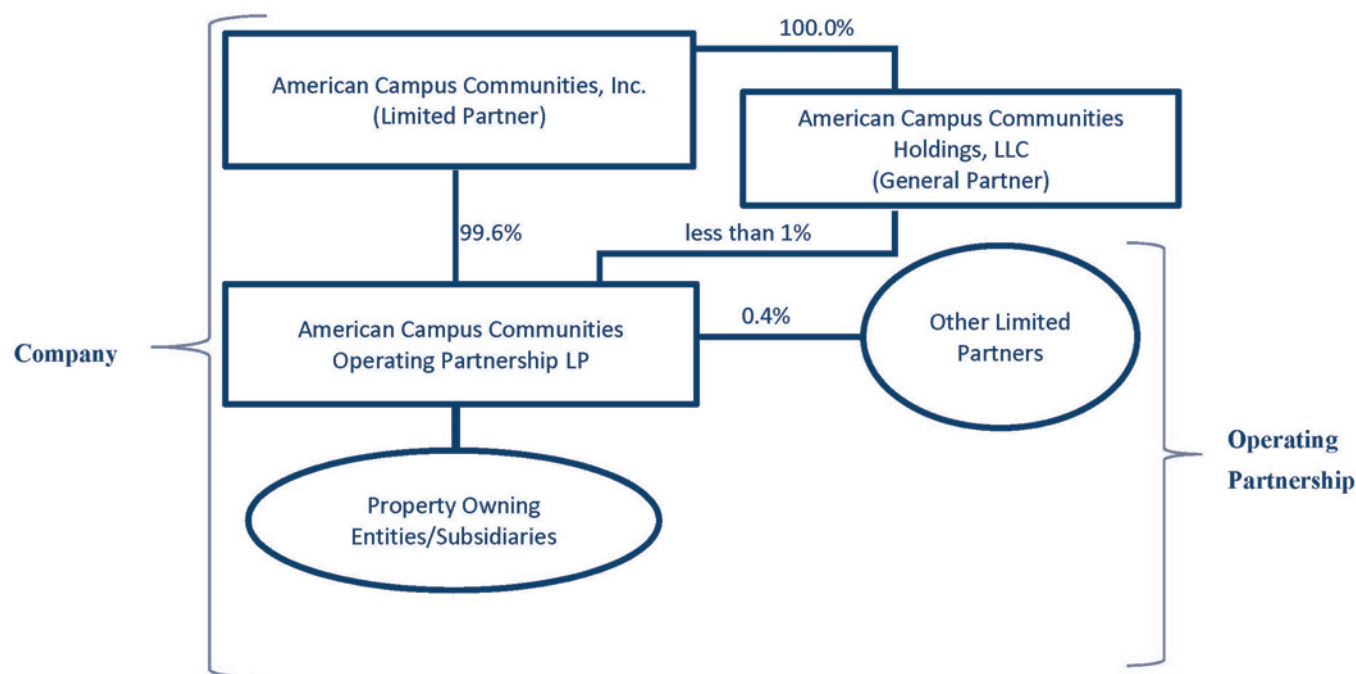 100.0%
American Campus Communities, Inc.
(Limited Partner)
American Campus Communities
Holdings, LLC
(General Partner)
99.6%
less than 1%
American Campus Communities
Operating Partnership LP
0.4%
Other Limited
Partners
Company
Operating
Partnership
Property Owning
Entities/Subsidiaries